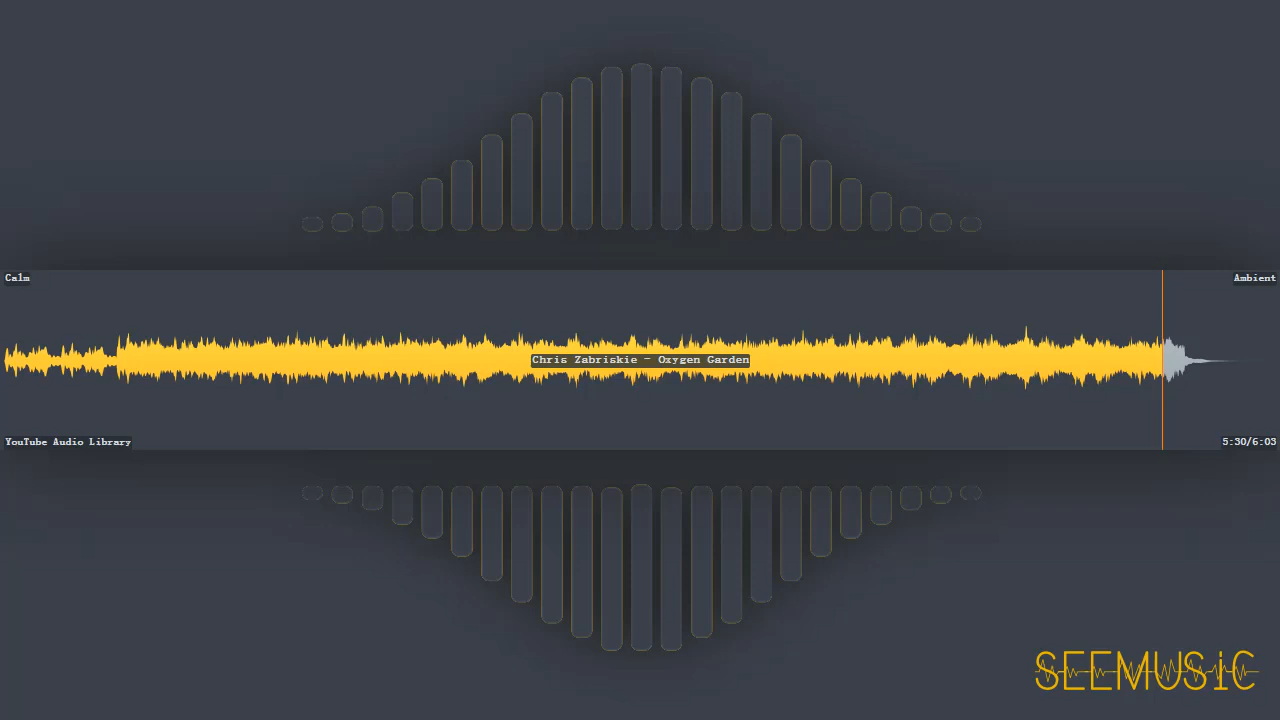 Calm
Ambient
Chris Zabriskie - Oxygen Garden
YouTube Audio Library
5:30/6:03
SEEMUSiC